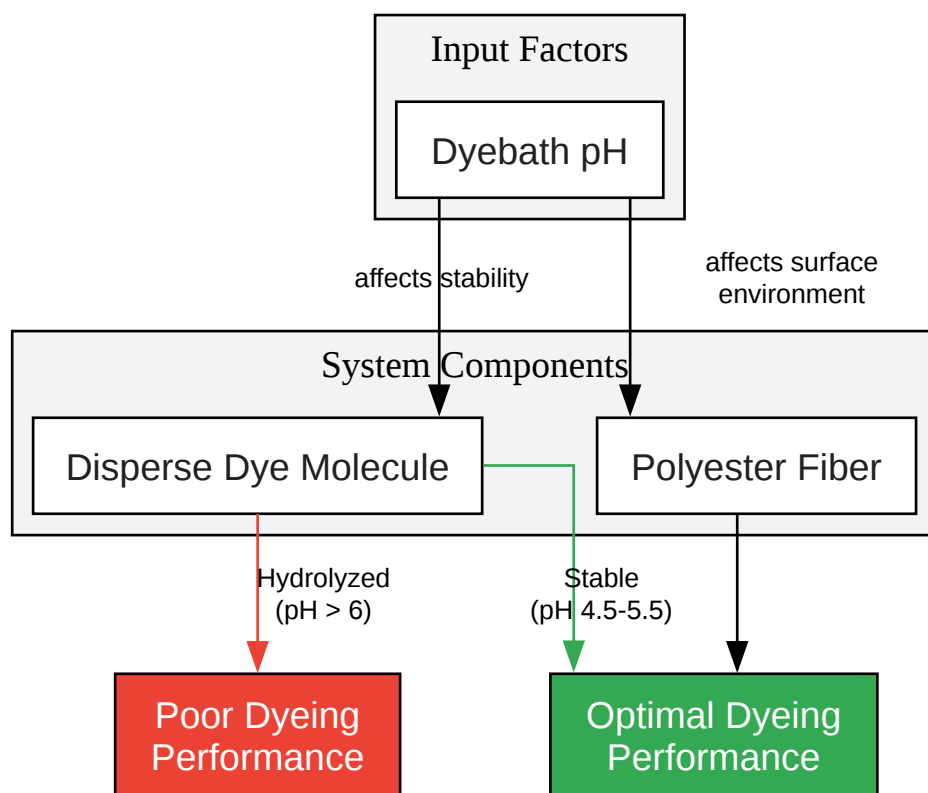 Input Factors
Dyebath pH
affects stability
affects surface
environment
System Components
Disperse Dye Molecule
Polyester Fiber
Hydrolyzed
(pH > 6)
Stable
(pH 4.5-5.5)
Poor Dyeing
Performance
Optimal Dyeing
Performance